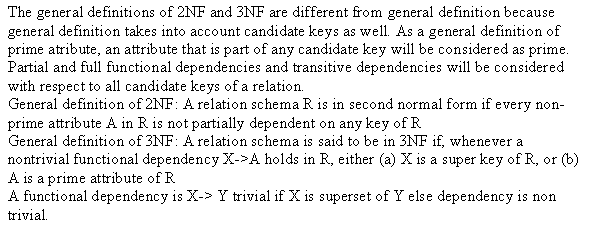 The general definitions of 2NF and 3NF are different from general definition because
general definition takes into account candidate keys as well. As a general definition of
prime atribute, an attribute that is part of any candidate key will be considered as prime.
Partial and full functional dependencies and transitive dependencies will be considered
with respect to all candidate keys of a relation.
General definition of 2NF: A relation schema R is in second normal form if every non-
prime attribute A in R is not partially dependent on any key of R
General definition of 3NF: A relation schema is said to be in 3NF if, whenever a
nontrivial functional dependency X->A holds in R, either (a) X is a super key of R, or (b)
A is a prime attribute of R
A functional dependency is X-> Y trivial if X is superset of Y else dependency is non
trivial.